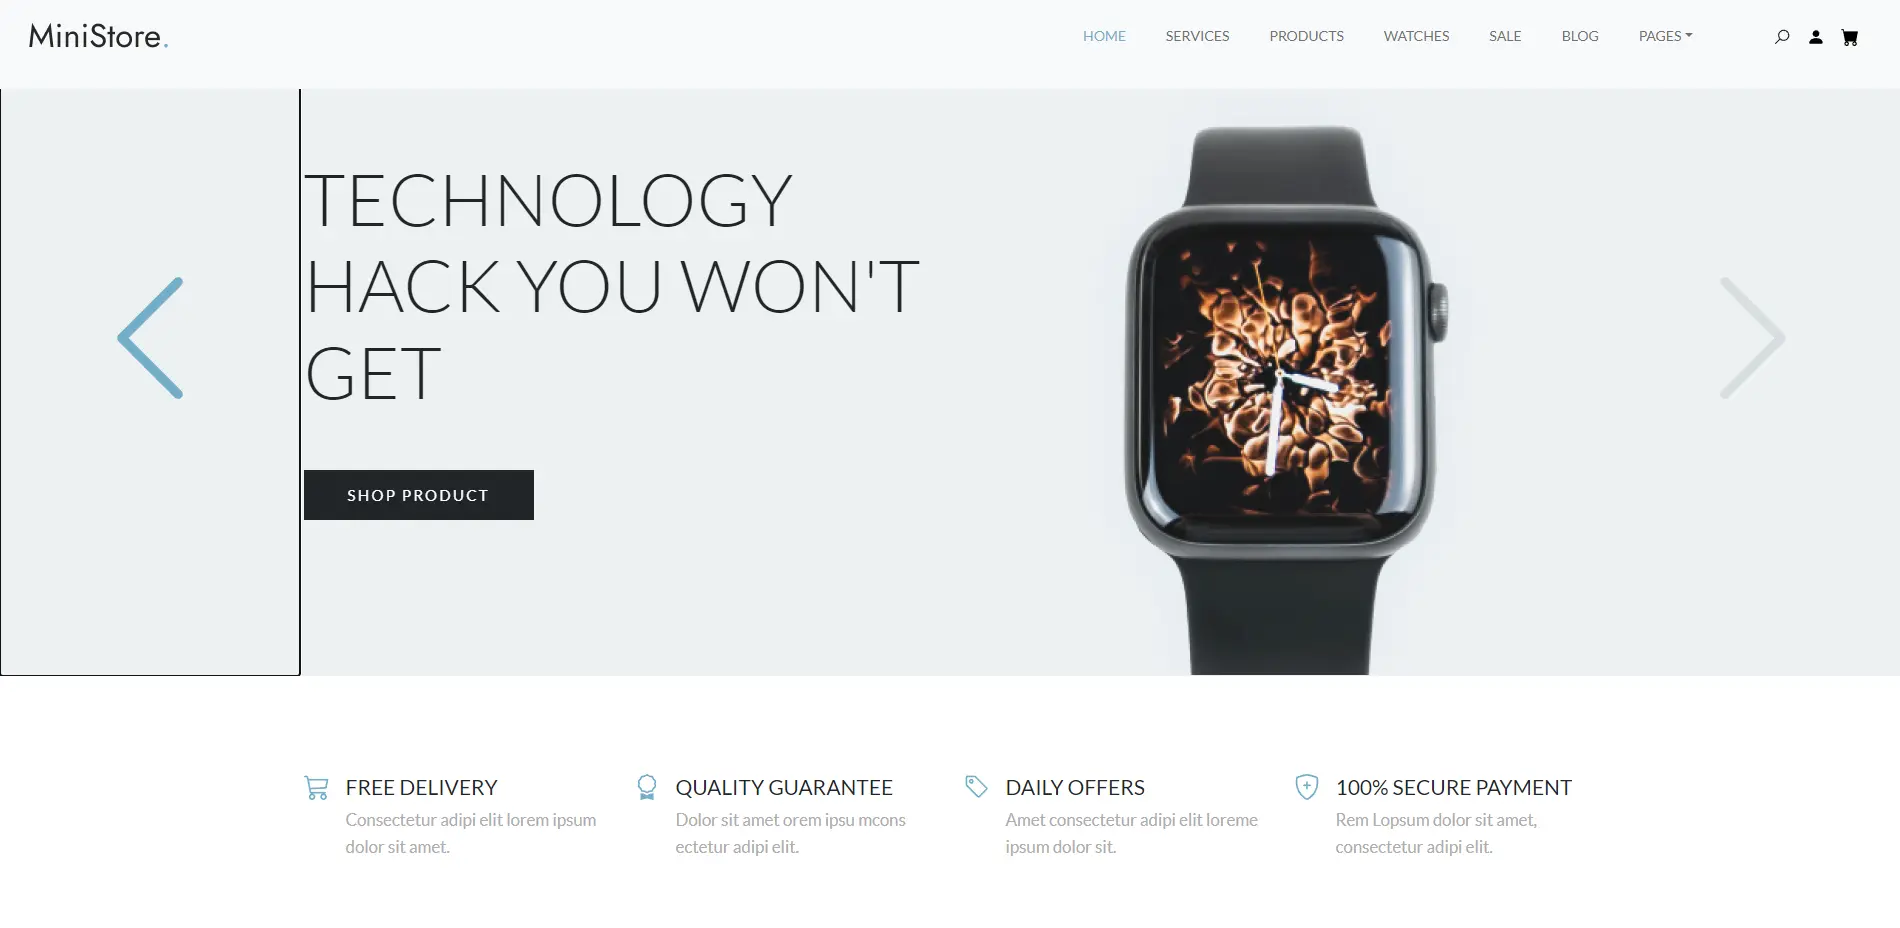 MiniStore.
HOME
SERVICES
PRODUCTS
WATCHES
SALE
BLOG
PAGES
TECHNOLOGY
HACK YOU WON'T
GET
SHOP PRODUCT
FREE DELIVERY
Consectetur adipi elit lorem ipsum
dolor sit amet.
QUALITY GUARANTEE
Dolor sit amet orem ipsu mcons
ectetur adipi elit.
DAILY OFFERS
Amet consectetur adipi elit loreme
ipsum dolor sit.
100% SECURE PAYMENT
Rem Lopsum dolor sit amet,
consectetur adipi elit.